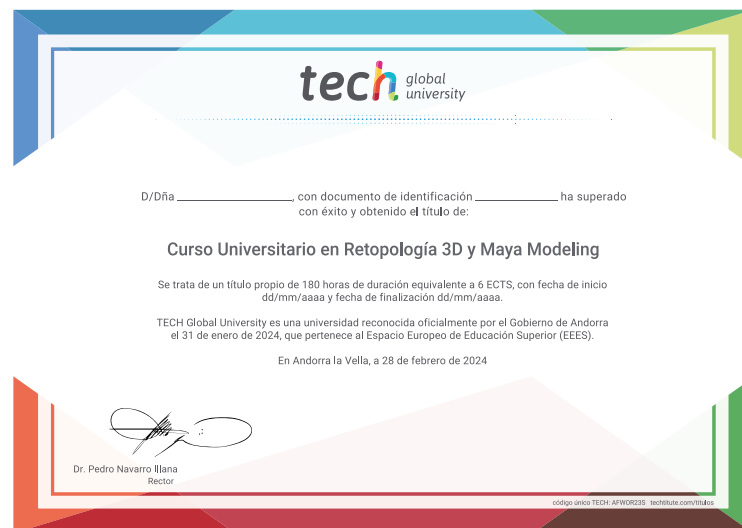 tech global
university
D/Dña ____________________, con documento de identificación ______________ ha superado
con éxito y obtenido el título de:
Curso Universitario en Retopología 3D y Maya Modeling
Se trata de un título propio de 180 horas de duración equivalente a 6 ECTS, con fecha de inicio
dd/mm/aaaa y fecha de finalización dd/mm/aaaa.
TECH Global University es una universidad reconocida oficialmente por el Gobierno de Andorra
el 31 de enero de 2024, que pertenece al Espacio Europeo de Educación Superior (EEES).
En Andorra la Vella, a 28 de febrero de 2024
Dr. Pedro Navarro Illana
Rector
código único TECH: AFWOR235 techtitute.com/titulos